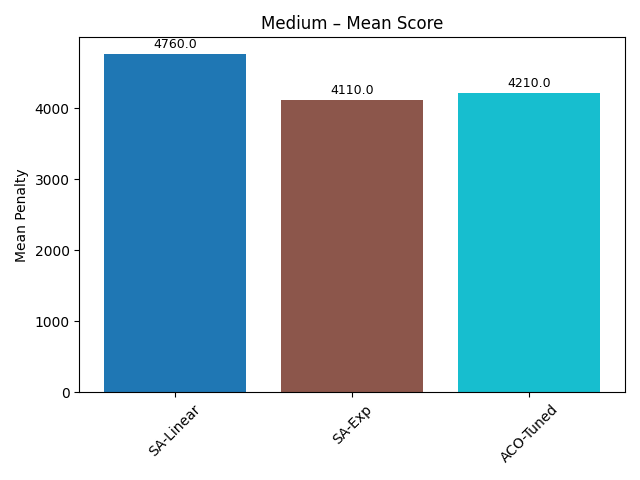 Medium – Mean Score
4760.0
4110.0
4210.0
Mean Penalty
4000
3000
2000
1000
0
SA-Linear
SA-Exp
ACO-Tuned